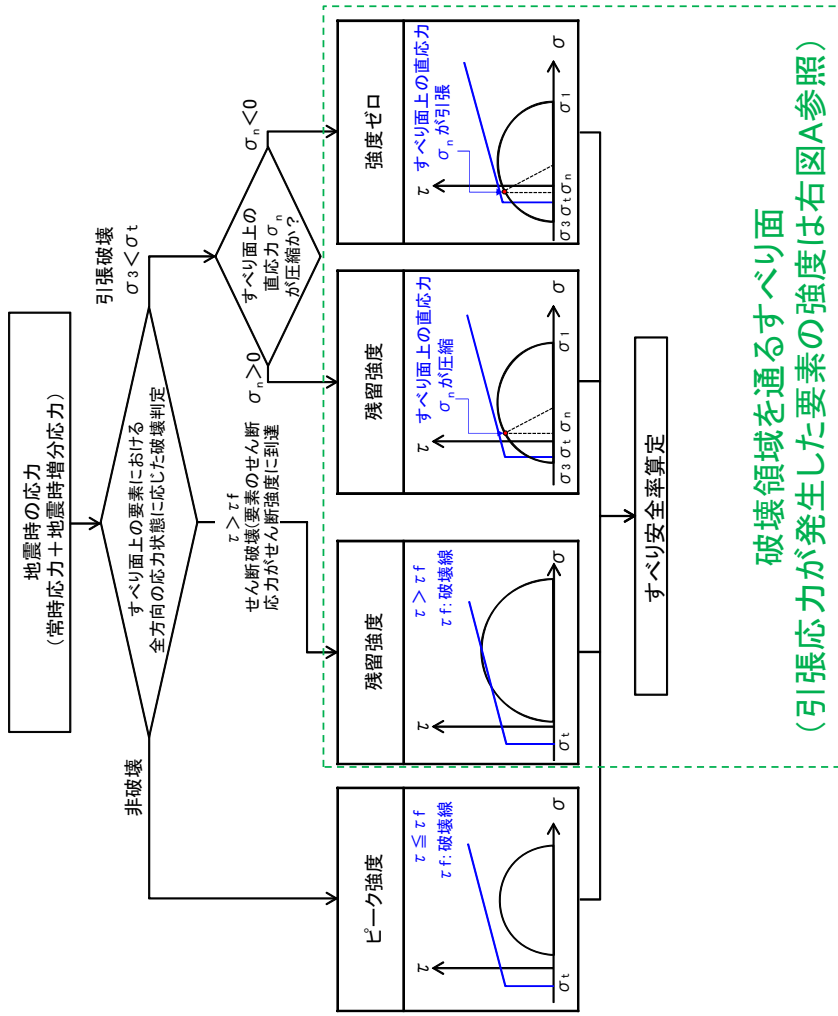 地震時の応力
（常時応力＋地震時増分応力）
すべり面上の要素における
全方向の応力状態に応じた破壊判定
非破壊
τ＞τf
せん断破壊(要素のせん断
応力がせん断強度に到達
引張破壊
σ3＜σt
すべり面上の
直応力σn
が圧縮か？
σn＞0
σn＜0
ピーク強度
τ≦τf
τf:破壊線
τ
σ
σt
残留強度
τ＞τf
τf:破壊線
τ
σ
σt
残留強度
すべり面上の直応力
σnが圧縮
τ
σ
σ3 σt σn σ1
強度ゼロ
すべり面上の直応力
σnが引張
τ
σ
σ3 σt σn σ1
すべり安全率算定
破壊領域を通るすべり面
（引張応力が発生した要素の強度は右図A参照）